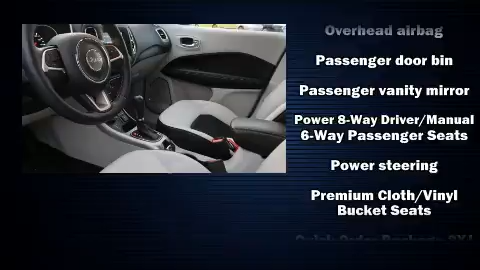 Overhead airbag
Passenger door bin
Passenger vanity mirror
Power 8-Way Driver/Manual
6-Way Passenger Seats
Power steering
Premium Cloth/Vinyl
Bucket Seats